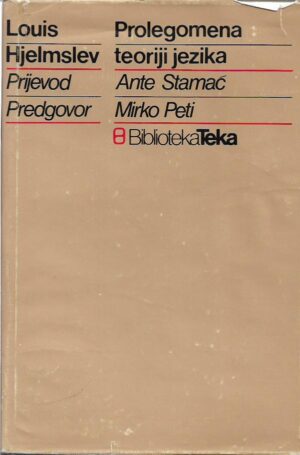 Louis Prolegomena
Hjelmslev teoriji jezika
Prijevod Ante Stamać
Predgovor Mirko Peti
BibliotekaTeka